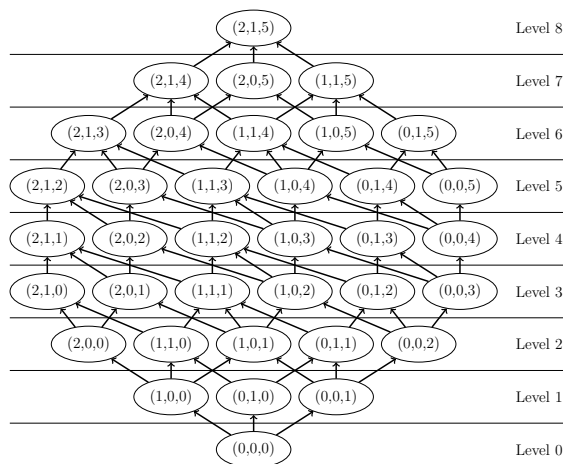 (2,1,5) Level 8
(2,1,4) (2,0,5) (1,1,5) Level 7
(2,1,3) (2,0,4) (1,1,4) (1,0,5) (0,1,5) Level 6
(2,1,2) (2,0,3) (1,1,3) (1,0,4) (0,1,4) (0,0,5) Level 5
(2,1,1) (2,0,2) (1,1,2) (1,0,3) (0,1,3) (0,0,4) Level 4
(2,1,0) (2,0,1) (1,1,1) (1,0,2) (0,1,2) (0,0,3) Level 3
(2,0,0) (1,1,0) (1,0,1) (0,1,1) (0,0,2) Level 2
(1,0,0) (0,1,0) (0,0,1) Level 1
(0,0,0) Level 0